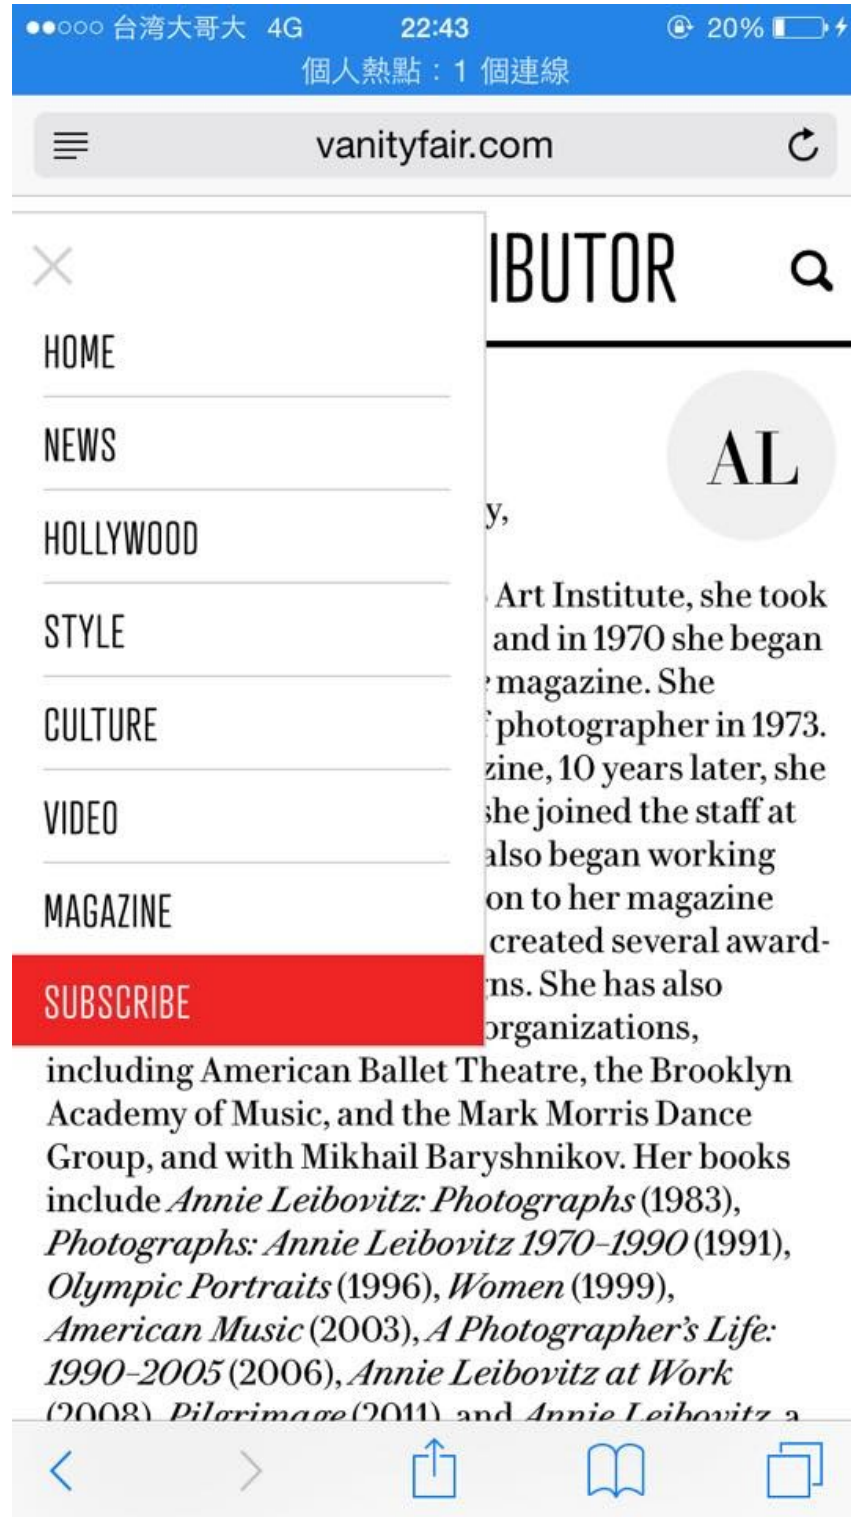 台湾大哥大 4G 22:43 20%
個人熱點：1 個連線
vanityfair.com
IBUTOR
HOME
NEWS
HOLLYWOOD
STYLE
CULTURE
VIDEO
MAGAZINE
SUBSCRIBE
AL
y,
Art Institute, she took
and in 1970 she began
magazine. She
photographer in 1973.
zine, 10 years later, she
she joined the staff at
also began working
on to her magazine
created several award-
ns. She has also
organizations,
including American Ballet Theatre, the Brooklyn
Academy of Music, and the Mark Morris Dance
Group, and with Mikhail Baryshnikov. Her books
include Annie Leibovitz: Photographs (1983),
Photographs: Annie Leibovitz 1970–1990 (1991),
Olympic Portraits (1996), Women (1999),
American Music (2003), A Photographer’s Life:
1990–2005 (2006), Annie Leibovitz at Work
(2008), Pilgrimage (2011), and Annie Leibovitz, a